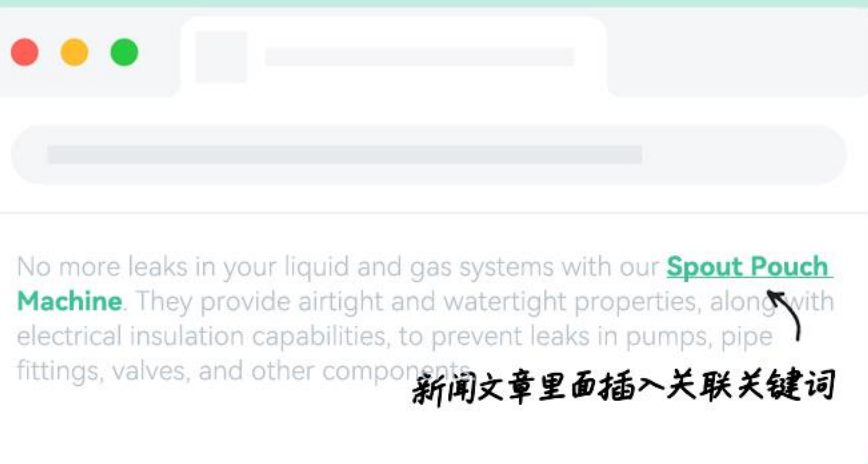 No more leaks in your liquid and gas systems with our Spout Pouch
Machine. They provide airtight and watertight properties, along with
electrical insulation capabilities, to prevent leaks in pumps, pipe
fittings, valves, and other components.
新闻文章里面插入关联关键词